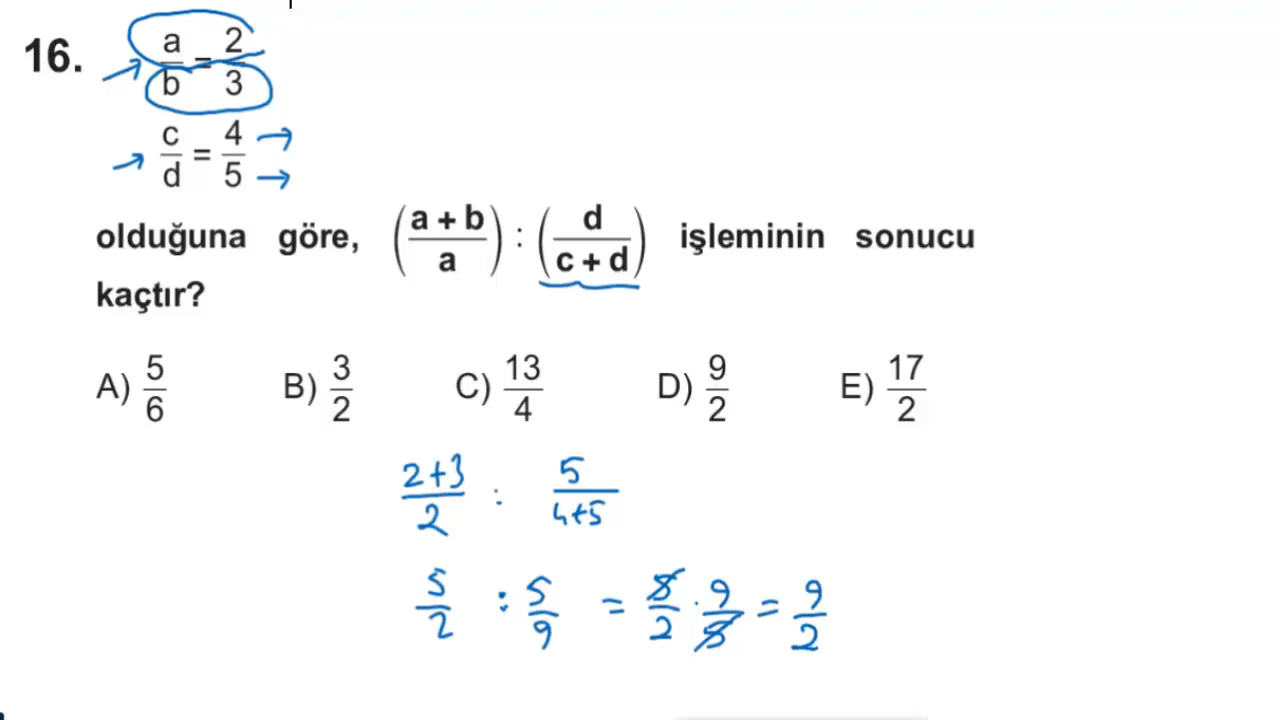 16. a/b = 2/3
c/d = 4/5
olduğuna göre, ((a + b)/a) : (d/(c + d)) işleminin sonucu
kaçtır?
A) 5/6 B) 3/2 C) 13/4 D) 9/2 E) 17/2
(2+3)/2 : 5/(4+5)
5/2 : 5/9 = 5/2 · 9/5 = 9/2